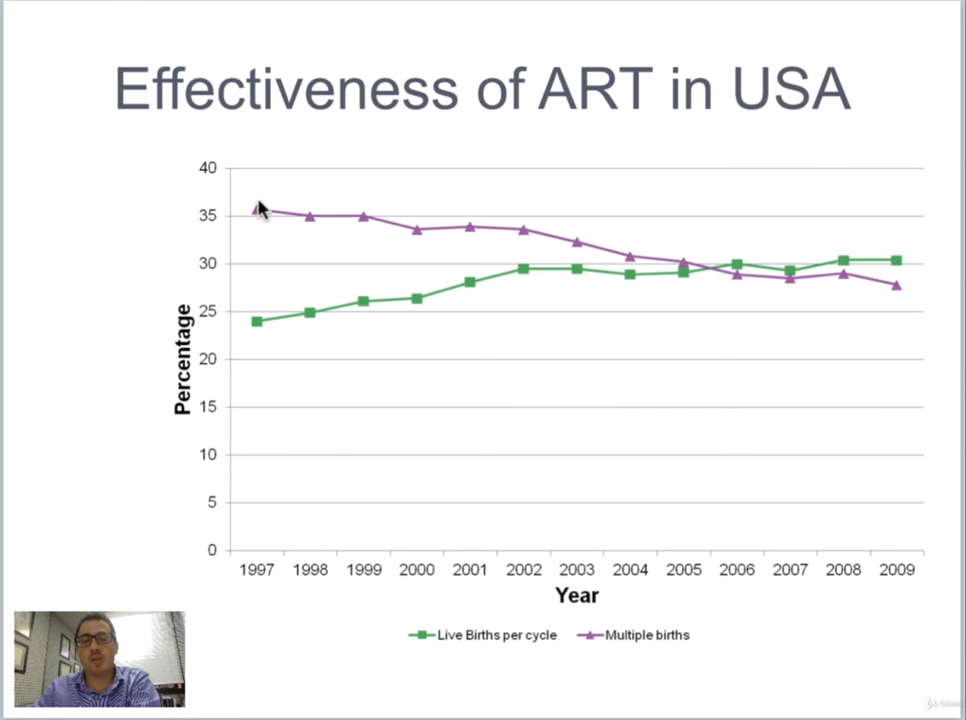 Effectiveness of ART in USA
40
35
30
25
20
15
10
5
0
Percentage
1997 1998 1999 2000 2001 2002 2003 2004 2005 2006 2007 2008 2009
Year
Live Births per cycle Multiple births